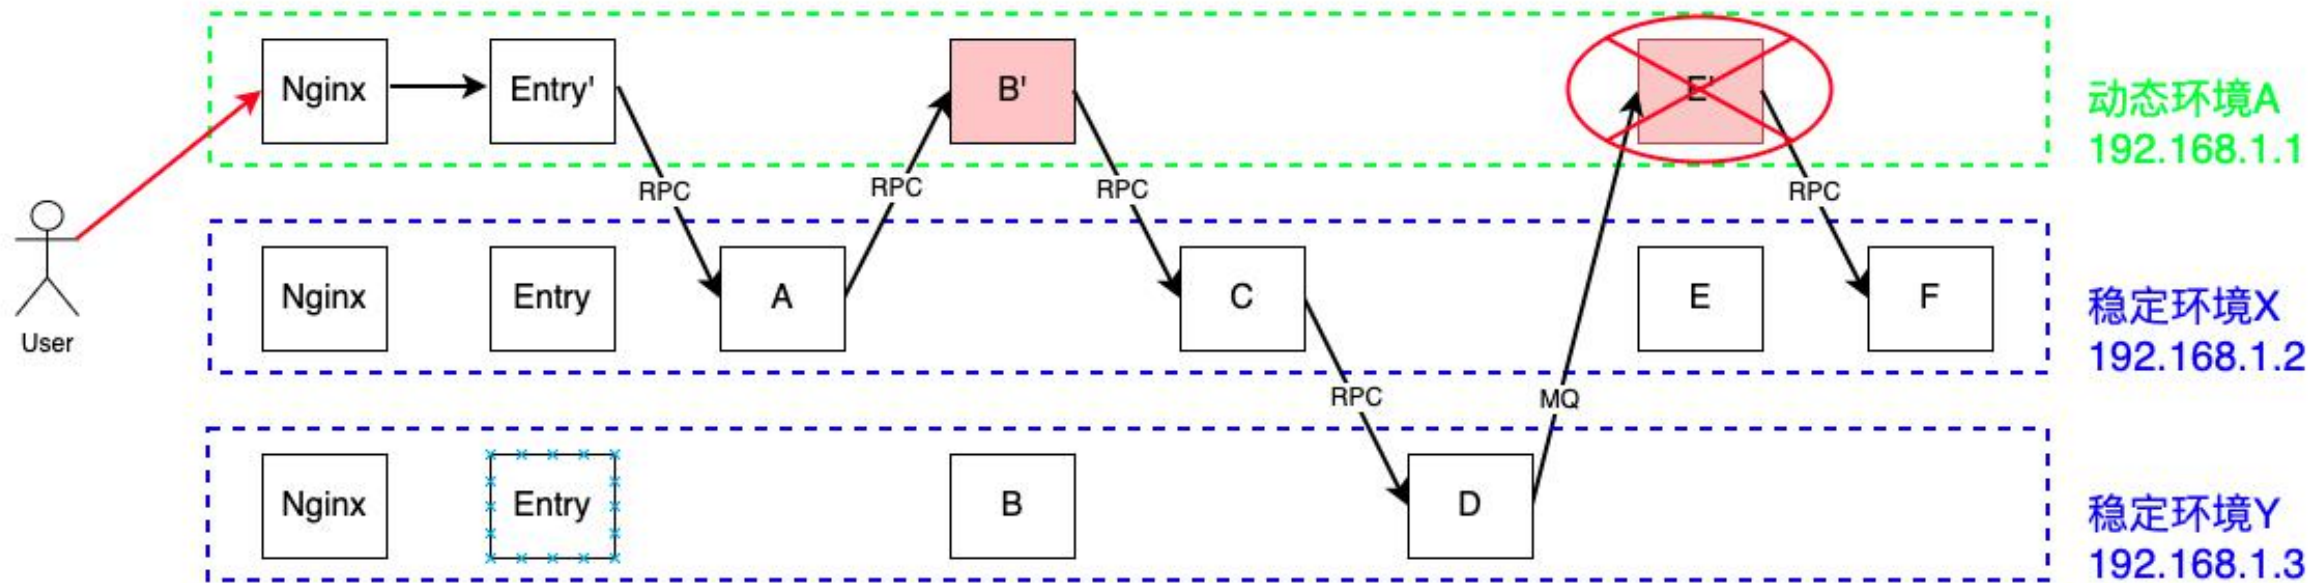 Nginx
Entry'
B'
E'
动态环境A
192.168.1.1
RPC
RPC
RPC
RPC
User
Nginx
Entry
A
C
E
F
稳定环境X
192.168.1.2
RPC
MQ
Nginx
Entry
B
D
稳定环境Y
192.168.1.3